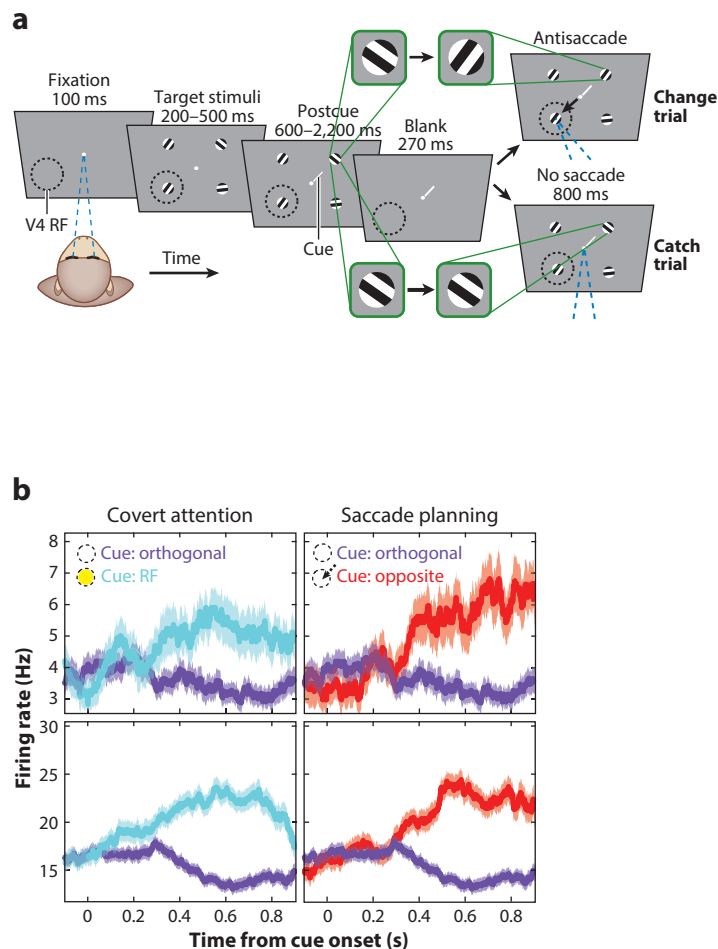 a
Fixation
100 ms
Target stimuli
200–500 ms
Postcue
600–2,200 ms
Blank
270 ms
Antisaccade
Change
trial
No saccade
800 ms
Catch
trial
V4 RF
Cue
Time
b
Covert attention
Saccade planning
Cue: orthogonal
Cue: RF
Cue: orthogonal
Cue: opposite
8
7
6
5
4
3
30
25
20
15
Firing rate (Hz)
0 0.2 0.4 0.6 0.8 0 0.2 0.4 0.6 0.8
Time from cue onset (s)